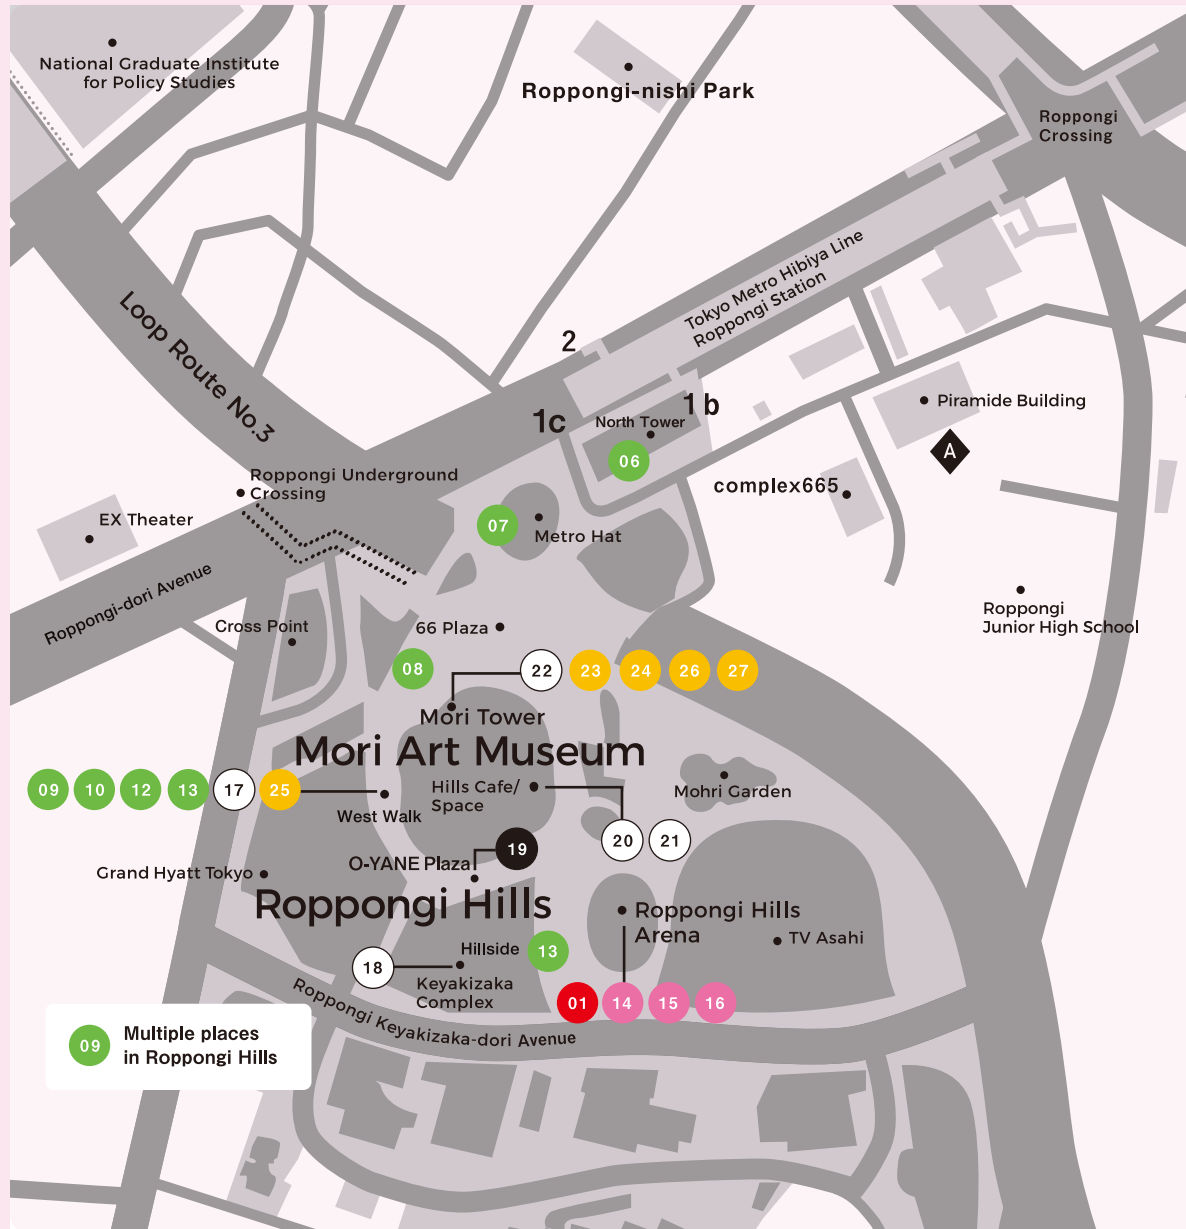 National Graduate Institute
for Policy Studies
Roppongi-nishi Park
Roppongi
Crossing
Loop Route No.3
Tokyo Metro Hibiya Line
Roppongi Station
2
1c
1b
North Tower
06
Piramide Building
A
complex665
Roppongi Underground
Crossing
EX Theater
07
Metro Hat
Roppongi-dori Avenue
Cross Point
66 Plaza
Roppongi
Junior High School
08
22
23
24
26
27
Mori Tower
Mori Art Museum
09
10
12
13
17
25
West Walk
Hills Cafe/
Space
Mohri Garden
20
21
19
O-YANE Plaza
Grand Hyatt Tokyo
Roppongi Hills
Roppongi Hills
Arena
TV Asahi
Hillside
13
18
Keyakizaka
Complex
01
14
15
16
Roppongi Keyakizaka-dori Avenue
09
Multiple places
in Roppongi Hills